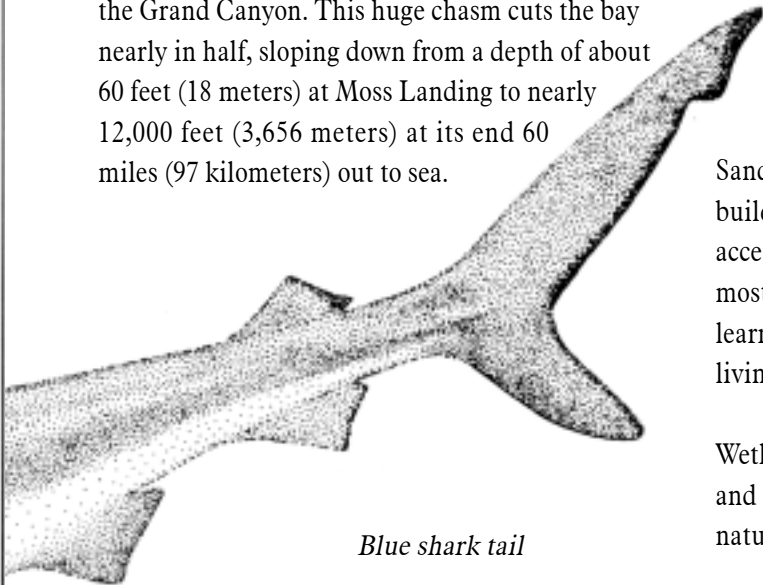 the Grand Canyon. This huge chasm cuts the bay
nearly in half, sloping down from a depth of about
60 feet (18 meters) at Moss Landing to nearly
12,000 feet (3,656 meters) at its end 60
miles (97 kilometers) out to sea.
Blue shark tail
and